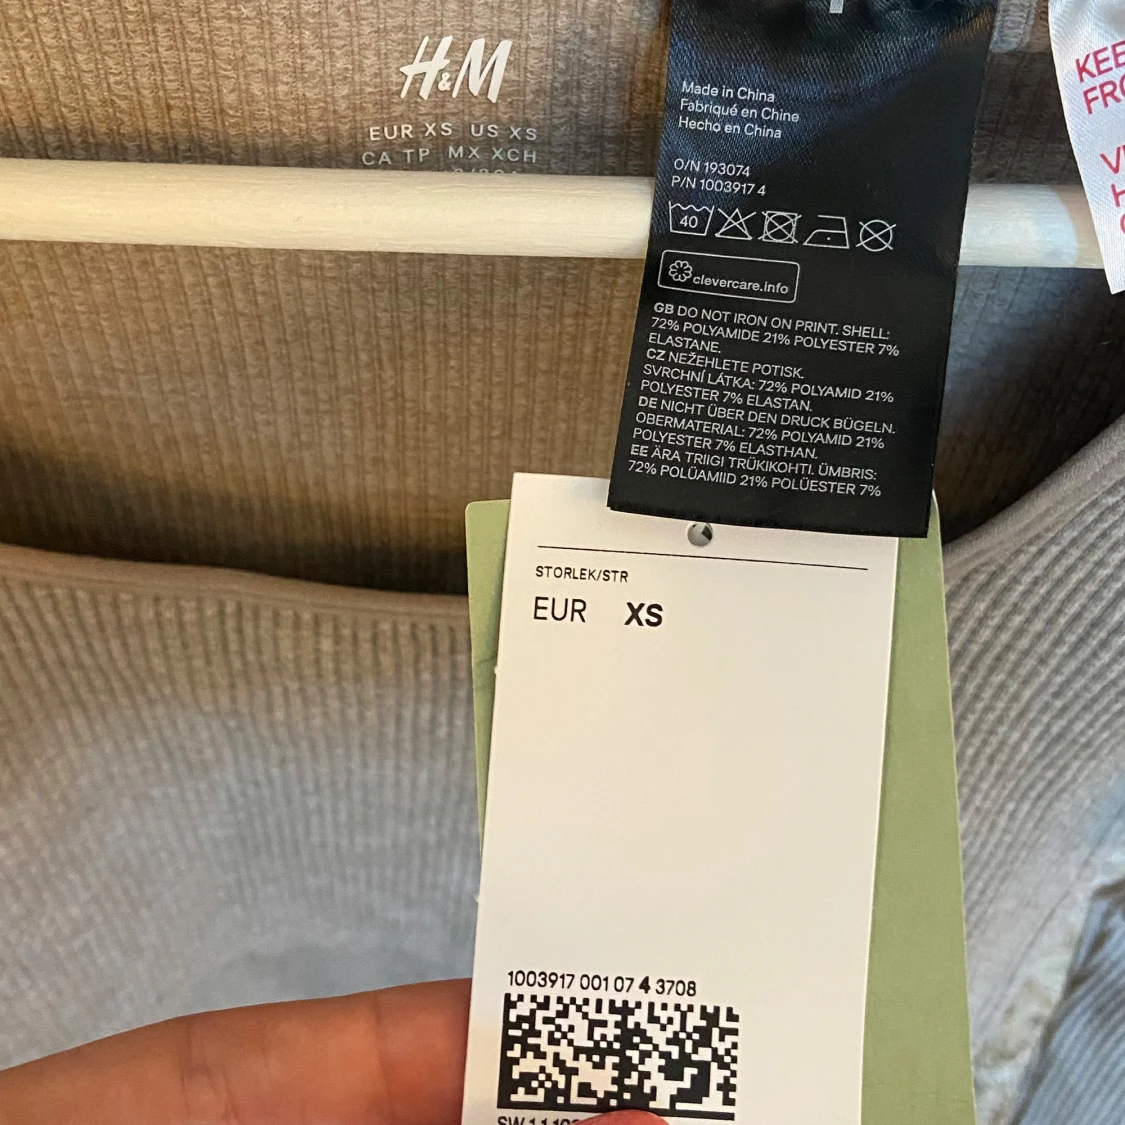 H&M
EUR XS US XS
CA TP MX XCH
Made in China
Fabriqué en Chine
Hecho en China
O/N 193074
P/N 1003917 4
40
clevercare.info
GB DO NOT IRON ON PRINT. SHELL:
72% POLYAMIDE 21% POLYESTER 7%
ELASTANE.
CZ NEŽEHLETE POTISK.
SVRCHNÍ LÁTKA: 72% POLYAMID 21%
POLYESTER 7% ELASTAN.
DE NICHT ÜBER DEN DRUCK BÜGELN.
OBERMATERIAL: 72% POLYAMID 21%
POLYESTER 7% ELASTHAN.
EE ÄRA TRIIGI TRÜKIKOHTI. ÜMBRIS:
72% POLÜAMIID 21% POLÜESTER 7%
STORLEK/STR
EUR XS
1003917 001 07 4 3708